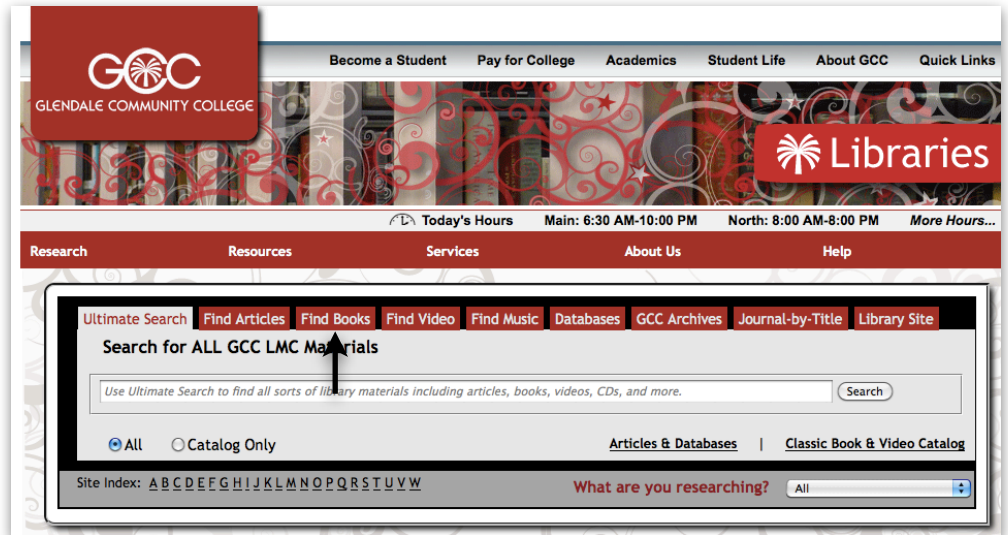 GCC
GLENDALE COMMUNITY COLLEGE
Become a Student Pay for College Academics Student Life About GCC Quick Links
Libraries
Today's Hours Main: 6:30 AM-10:00 PM North: 8:00 AM-8:00 PM More Hours...
Research Resources Services About Us Help
Ultimate Search Find Articles Find Books Find Video Find Music Databases GCC Archives Journal-by-Title Library Site
Search for ALL GCC LMC Materials
Use Ultimate Search to find all sorts of library materials including articles, books, videos, CDs, and more. Search
All Catalog Only Articles & Databases | Classic Book & Video Catalog
Site Index: A B C D E F G H I J K L M N O P Q R S T U V W What are you researching? All